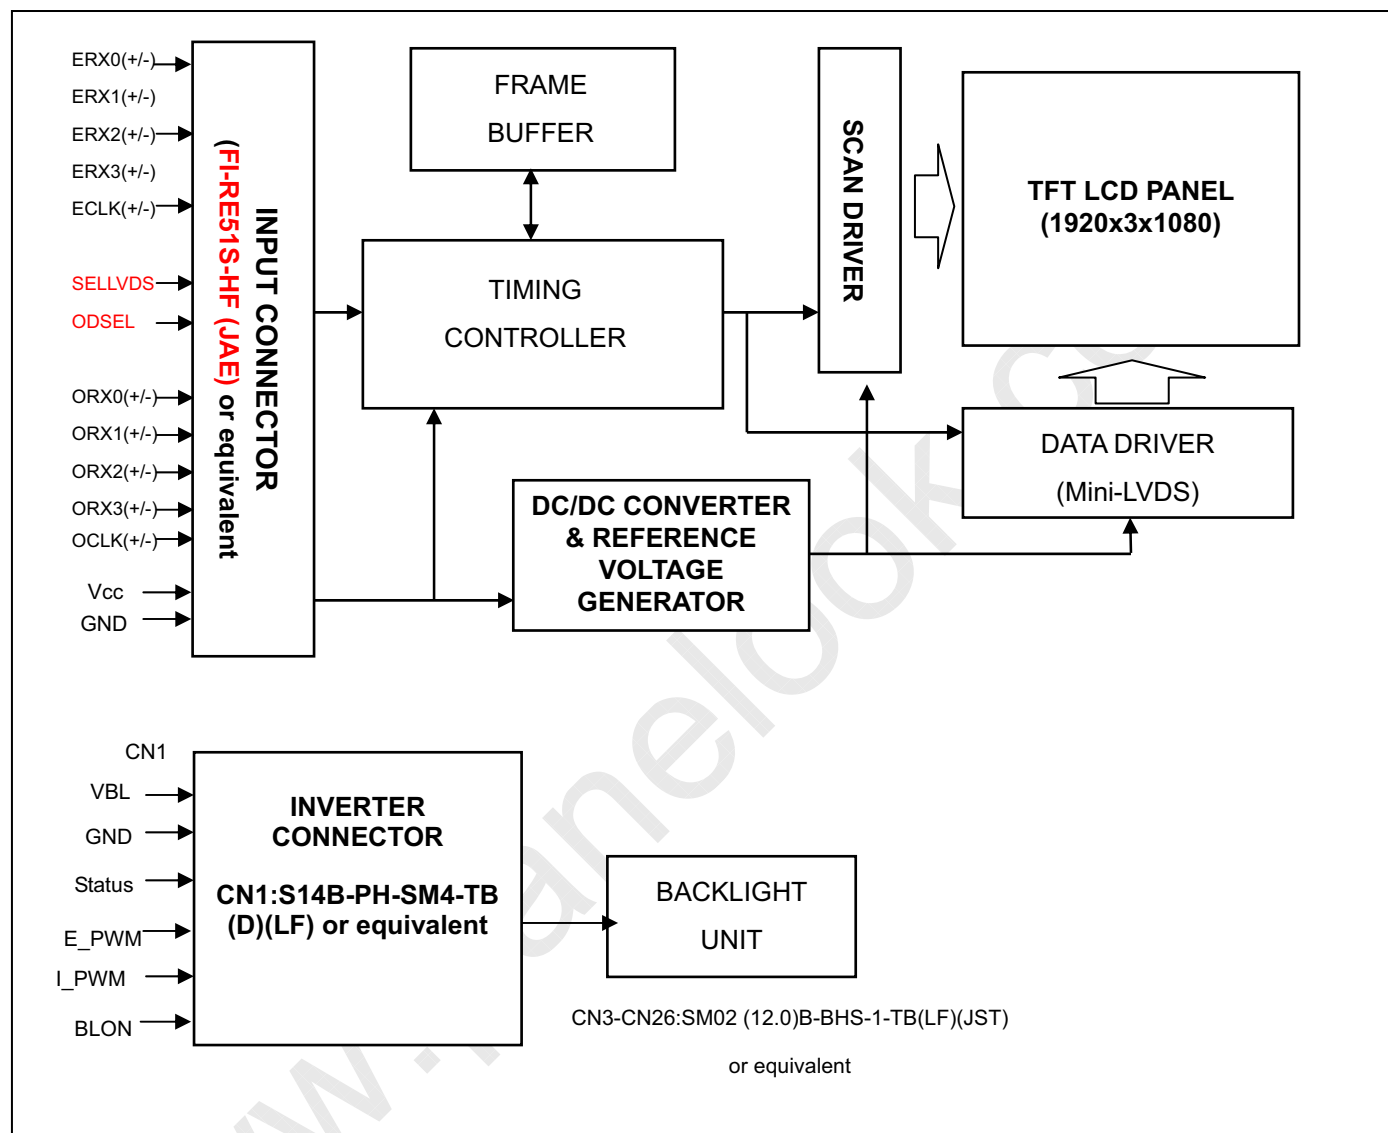 ERX0(+/-)
ERX1(+/-)
ERX2(+/-)
ERX3(+/-)
ECLK(+/-)
SELLVDS
ODSEL
ORX0(+/-)
ORX1(+/-)
ORX2(+/-)
ORX3(+/-)
OCLK(+/-)
Vcc
GND
INPUT CONNECTOR
(FI-RE51S-HF (JAE) or equivalent
FRAME
BUFFER
TIMING
CONTROLLER
SCAN DRIVER
TFT LCD PANEL
(1920x3x1080)
DATA DRIVER
(Mini-LVDS)
DC/DC CONVERTER
& REFERENCE
VOLTAGE
GENERATOR
CN1
VBL
GND
Status
E_PWM
I_PWM
BLON
INVERTER
CONNECTOR
CN1:S14B-PH-SM4-TB
(D)(LF) or equivalent
BACKLIGHT
UNIT
CN3-CN26:SM02 (12.0)B-BHS-1-TB(LF)(JST)
or equivalent